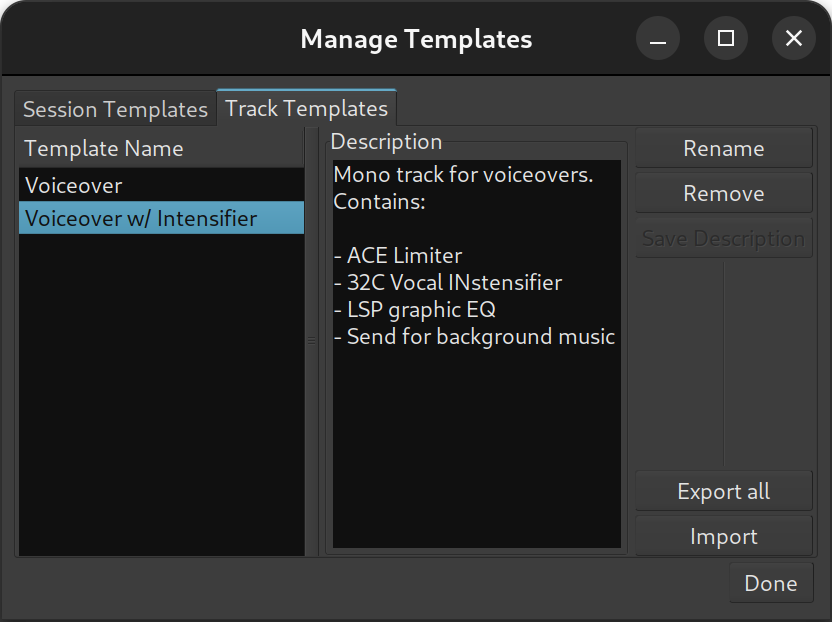 Manage Templates
Session Templates
Track Templates
Template Name
Voiceover
Voiceover w/ Intensifier
Description
Mono track for voiceovers.
Contains:
- ACE Limiter
- 32C Vocal INstensifier
- LSP graphic EQ
- Send for background music
Rename
Remove
Save Description
Export all
Import
Done